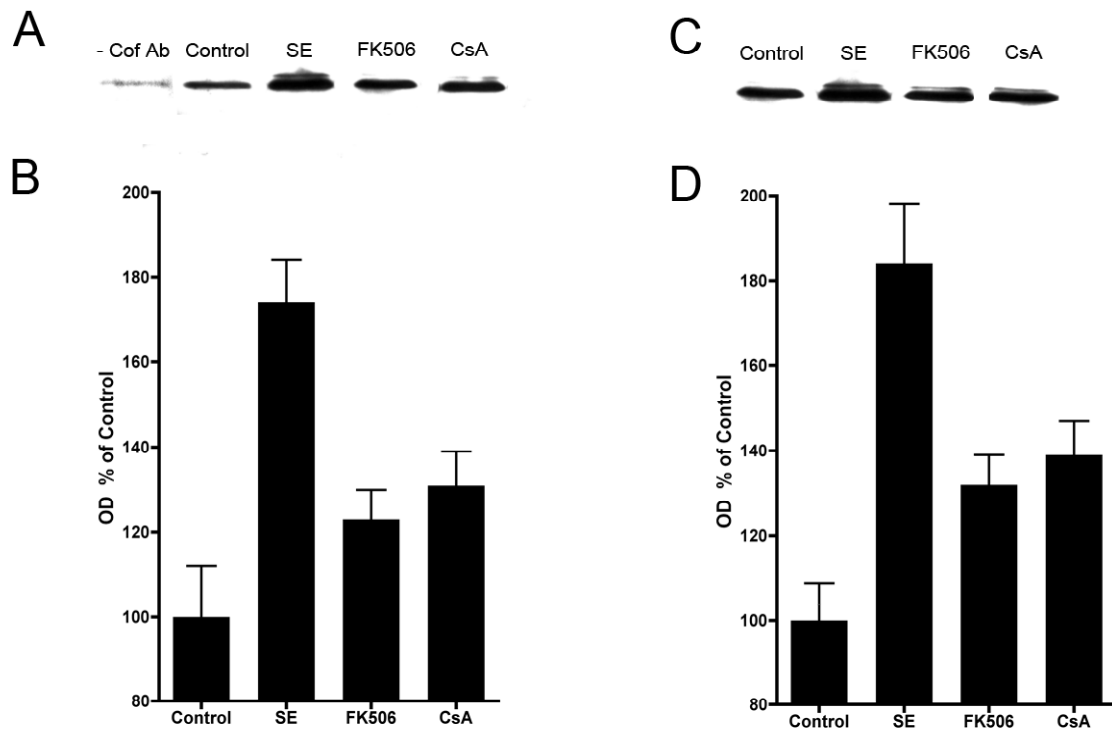 A
- Cof Ab Control SE FK506 CsA
B
200
180
160
140
120
100
80
OD % of Control
Control SE FK506 CsA
C
Control SE FK506 CsA
D
200
180
160
140
120
100
80
OD % of Control
Control SE FK506 CsA